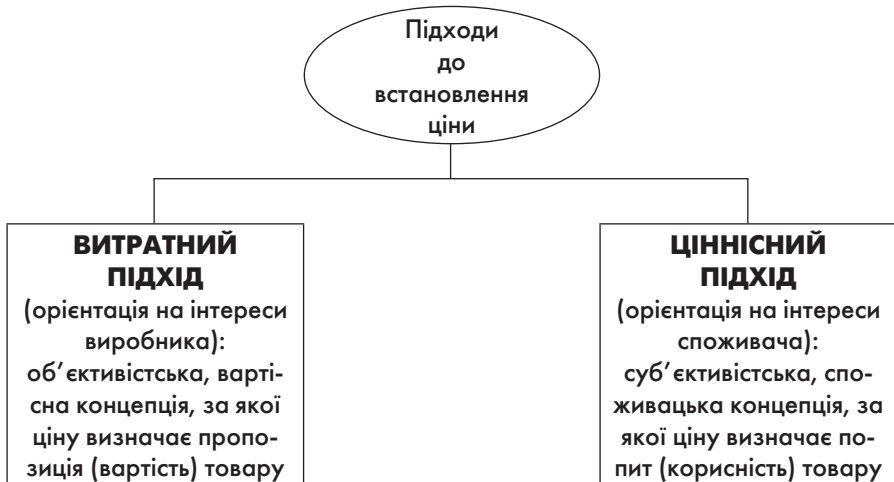 Підходи
до
встановлення
ціни
ВИТРАТНИЙ
ПІДХІД
(орієнтація на інтереси
виробника):
об’єктивістська, варті-
сна концепція, за якої
ціну визначає пропо-
зиція (вартість) товару
ЦІННІСНИЙ
ПІДХІД
(орієнтація на інтереси
споживача):
суб’єктивістська, спо-
живацька концепція, за
якої ціну визначає по-
пит (корисність) товару